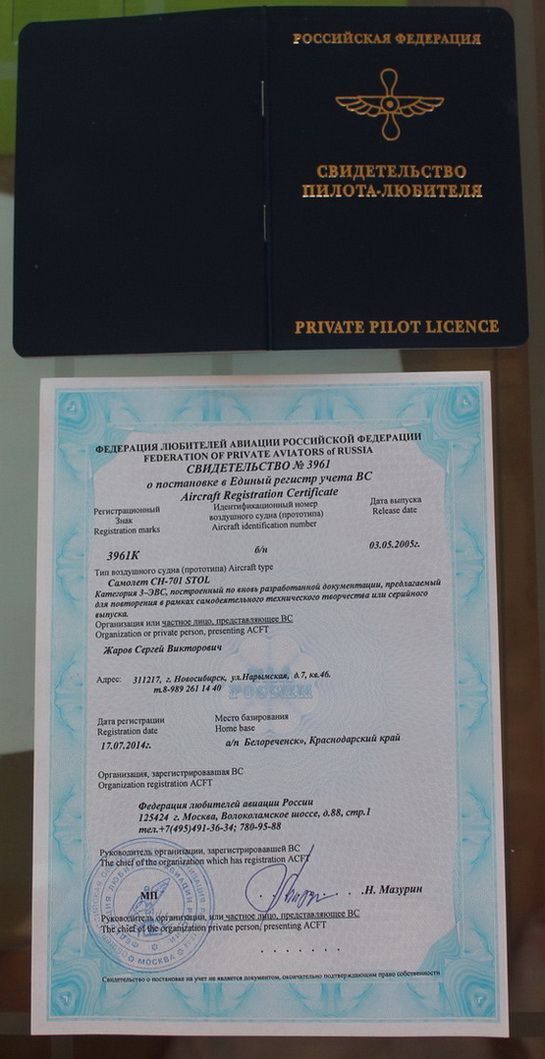 РОССИЙСКАЯ ФЕДЕРАЦИЯ
СВИДЕТЕЛЬСТВО
ПИЛОТА-ЛЮБИТЕЛЯ
PRIVATE PILOT LICENCE
ФЕДЕРАЦИЯ ЛЮБИТЕЛЕЙ АВИАЦИИ РОССИЙСКОЙ ФЕДЕРАЦИИ
FEDERATION OF PRIVATE AVIATORS of RUSSIA
СВИДЕТЕЛЬСТВО № 3961
о постановке в Единый регистр учета ВС
Aircraft Registration Certificate
Регистрационный
Знак
Registration marks
Идентификационный номер
воздушного судна (прототипа)
Aircraft identification number
Дата выпуска
Release date
3961К
б/н
03.05.2005г.
Тип воздушного судна (прототипа) Aircraft type
Самолет СН-701 STOL
Категория 3-ЭВС, построенный по вновь разработанной документации, предлагаемый
для повторения в рамках самодеятельного технического творчества или серийного
выпуска.
Организация или частное лицо, представляющее ВС
Organization or private person, presenting ACFT
Жаров Сергей Викторович
Адрес: 311217, г. Новосибирск, ул.Нарымская, д.7, кв.46.
т.8-989 261 14 40
РОССИЯ
Дата регистрации
Registration date
Место базирования
Home base
17.07.2014г.
а/п Белореченск», Краснодарский край
Организация, зарегистрировавшая ВС
Organization registration ACFT
Федерация любителей авиации России
125424 г. Москва, Волоколамское шоссе, д.88, стр.1
тел.+7(495)491-36-34; 780-95-88
Руководитель организации, зарегистрировавшей ВС
The chief of the organization which has registration ACFT
МП
.Н. Мазурин
Руководитель организации, или частное лицо, представляющее ВС
The chief of the organization private person, presenting ACFT
МОСКВА
Свидетельство о постановке на учет не является документом, окончательно подтверждающим право собственности